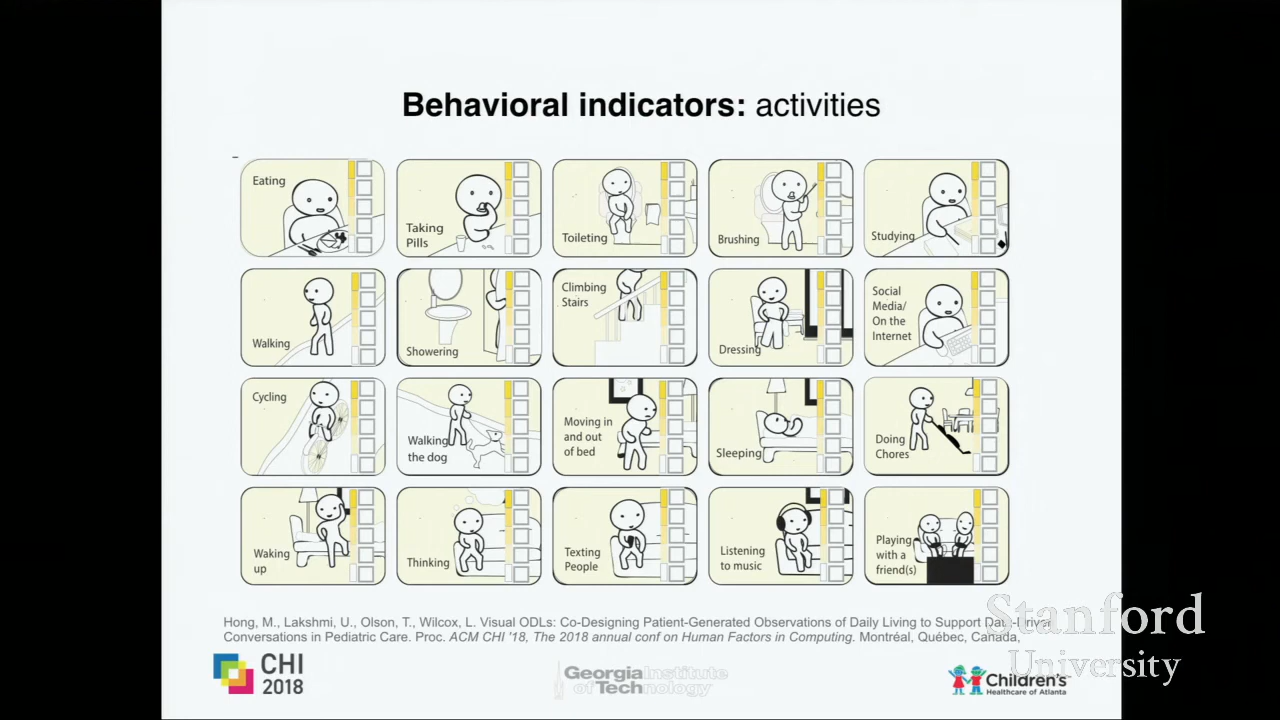 Behavioral indicators: activities
Eating
Taking
Pills
Toileting
Brushing
Studying
Walking
Showering
Climbing
Stairs
Dressing
Social
Media/
On the
Internet
Cycling
Walking
the dog
Moving in
and out
of bed
Sleeping
Doing
Chores
Waking
up
Thinking
Texting
People
Listening
to music
Playing
with a
friend(s)
Hong, M., Lakshmi, U., Olson, T., Wilcox, L. Visual ODLs: Co-Designing Patient-Generated Observations of Daily Living to Support Data-Driven
Conversations in Pediatric Care. Proc. ACM CHI '18, The 2018 annual conf on Human Factors in Computing. Montréal, Québec, Canada,
CHI
2018
Georgia Institute
of Technology
Children's
Healthcare of Atlanta
Stanford
University